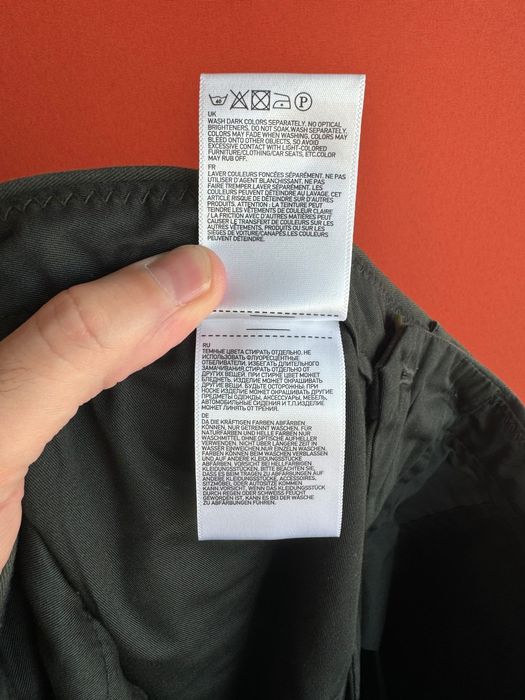 40 P
UK
WASH DARK COLORS SEPARATELY. NO OPTICAL
BRIGHTENERS. DO NOT SOAK.WASH SEPARATELY.
COLORS MAY FADE WHEN WASHING. COLORS MAY
BLEED ONTO OTHER OBJECTS, SO AVOID
EXCESSIVE CONTACT WITH LIGHT-COLORED
FURNITURE/CLOTHING/CAR SEATS, ETC.COLOR
MAY RUB OFF.
FR
LAVER COULEURS FONCÉES SÉPARÉMENT. NE PAS
UTILISER D'AGENT BLANCHISSANT. NE PAS
FAIRE TREMPER.LAVER SÉPARÉMENT. LES
COULEURS PEUVENT DÉTEINDRE AU LAVAGE. CET
ARTICLE RISQUE DE DÉTEINDRE SUR D'AUTRES
PRODUITS. ATTENTION : LA TEINTURE PEUT
TEINDRE LES VÊTEMENTS DE COULEUR CLAIRE
/ LA FRICTION AVEC D'AUTRES MATIÈRES PEUT
CAUSER LE TRANSFERT DE COULEURS SUR LES
AUTRES VÊTEMENTS, PRODUITS OU SUR LES
SIÈGES DE VOITURE/CANAPÉS.LES COULEURS
PEUVENT DÉTEINDRE.
RU
ТЕМНЫЕ ЦВЕТА СТИРАТЬ ОТДЕЛЬНО. НЕ
ИСПОЛЬЗОВАТЬ ФЛУОРЕСЦЕНТНЫЕ
ОТБЕЛИВАТЕЛИ. ИЗБЕГАТЬ ДЛИТЕЛЬНОГО
ЗАМАЧИВАНИЯ.СТИРАТЬ ОТДЕЛЬНО ОТ
ДРУГИХ ВЕЩЕЙ. ПРИ СТИРКЕ ЦВЕТ МОЖЕТ
БЛЕДНЕТЬ. ИЗДЕЛИЕ МОЖЕТ ОКРАШИВАТЬ
ДРУГИЕ ВЕЩИ. БУДЬТЕ ОСТОРОЖНЫ: ПРИ
НОСКЕ ИЗДЕЛИЕ МОЖЕТ ОКРАШИВАТЬ ДРУГИЕ
ПРЕДМЕТЫ ОДЕЖДЫ, АКСЕССУАРЫ, МЕБЕЛЬ,
АВТОМОБИЛЬНЫЕ СИДЕНИЯ И Т.П.ИЗДЕЛИЕ
МОЖЕТ ЛИНЯТЬ ОТ ТРЕНИЯ.
DE
DA DIE KRÄFTIGEN FARBEN ABFÄRBEN
KÖNNEN, NUR GETRENNT WASCHEN. FÜR
NATURFARBEN UND HELLE FARBEN NUR
WASCHMITTEL OHNE OPTISCHE AUFHELLER
VERWENDEN. NICHT ÜBER LÄNGERE ZEIT IN
WASSER EINWEICHEN.NUR EINZELN WASCHEN.
FARBEN KÖNNEN BEIM WASCHEN VERBLASSEN
UND AUF ANDERE KLEIDUNGSSTÜCKE
ABFÄRBEN. VORSICHT BEI HELLFARBIGEN
KLEIDUNGSSTÜCKEN: BITTE BEACHTEN SIE,
DASS ES BEIM TRAGEN ZU ABFÄRBUNGEN AUF
ANDERE KLEIDUNGSSTÜCKE, ACCESSOIRES,
SITZMÖBEL ODER AUTOSITZE KOMMEN
KANN.VORSICHT, WENN DAS KLEIDUNGSSTÜCK
DURCH REGEN ODER SCHWEISS FEUCHT
GEWORDEN IST, KANN ES BEI DER WÄSCHE
ZU ABFÄRBUNGEN FÜHREN.